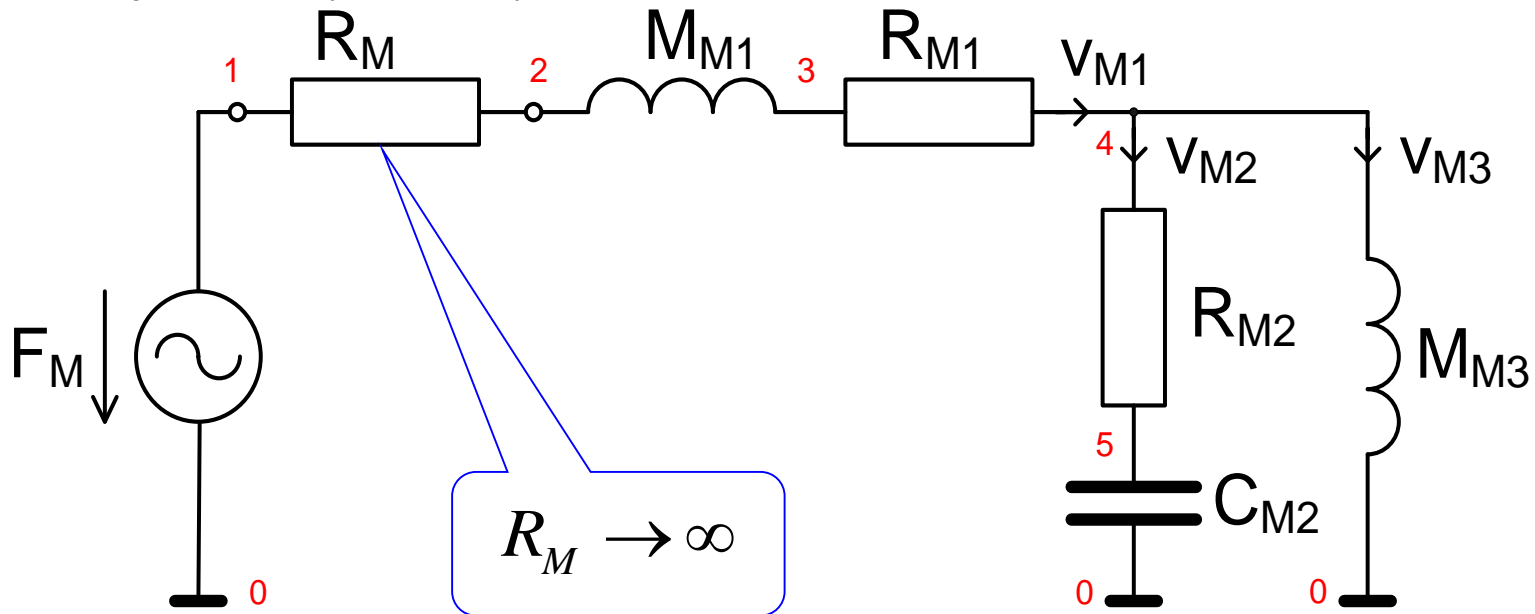 R_M M_M1 R_M1
1 2 3 v_M1
4 v_M2 v_M3
F_M R_M2 M_M3
5
C_M2
R_M → ∞
0 0 0